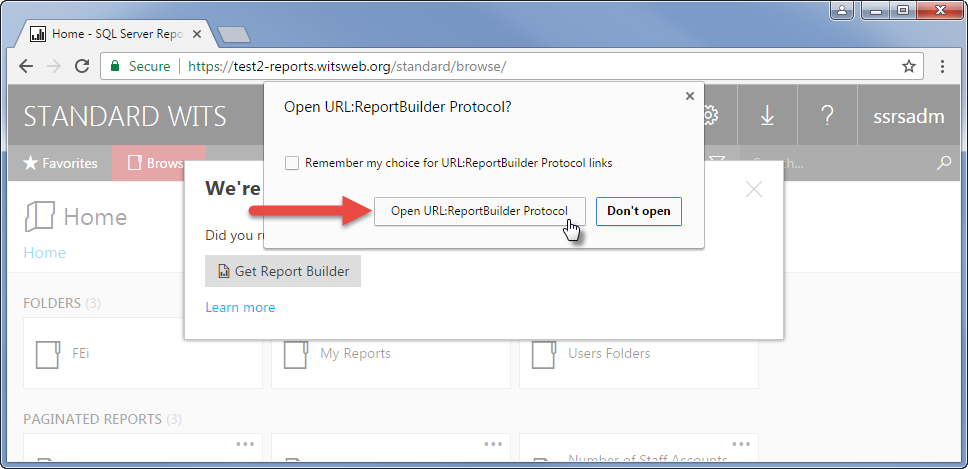 Home - SQL Server Repo
Secure
https://test2-reports.witsweb.org/standard/browse/
STANDARD WITS
ssrsadm
Favorites
Brows
Search...
Open URL:ReportBuilder Protocol?
Remember my choice for URL:ReportBuilder Protocol links
Open URL:ReportBuilder Protocol
Don't open
We're
Home
Did you ru
Home
Get Report Builder
Learn more
FOLDERS (3)
FEi
My Reports
Users Folders
PAGINATED REPORTS (3)
Number of Staff Accounts